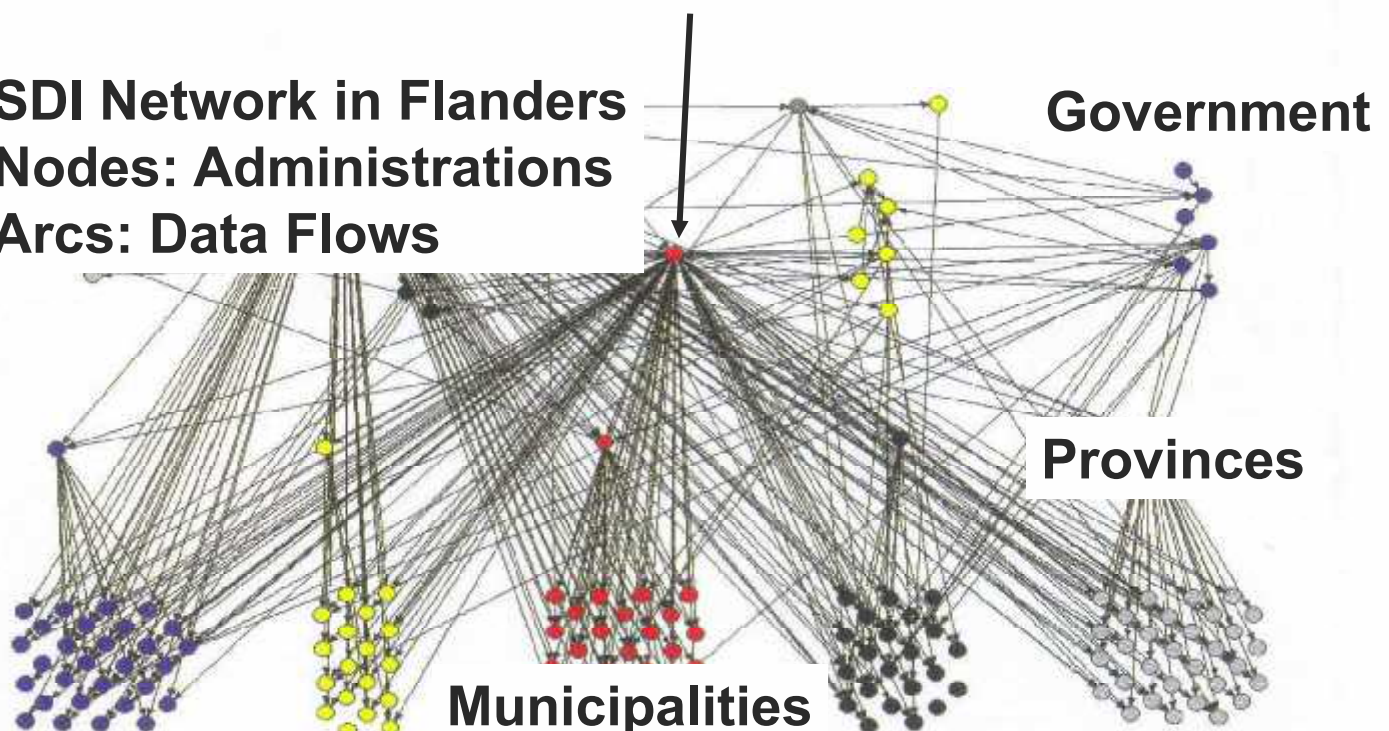 SDI Network in Flanders
Nodes: Administrations
Arcs: Data Flows
Government
Provinces
Municipalities